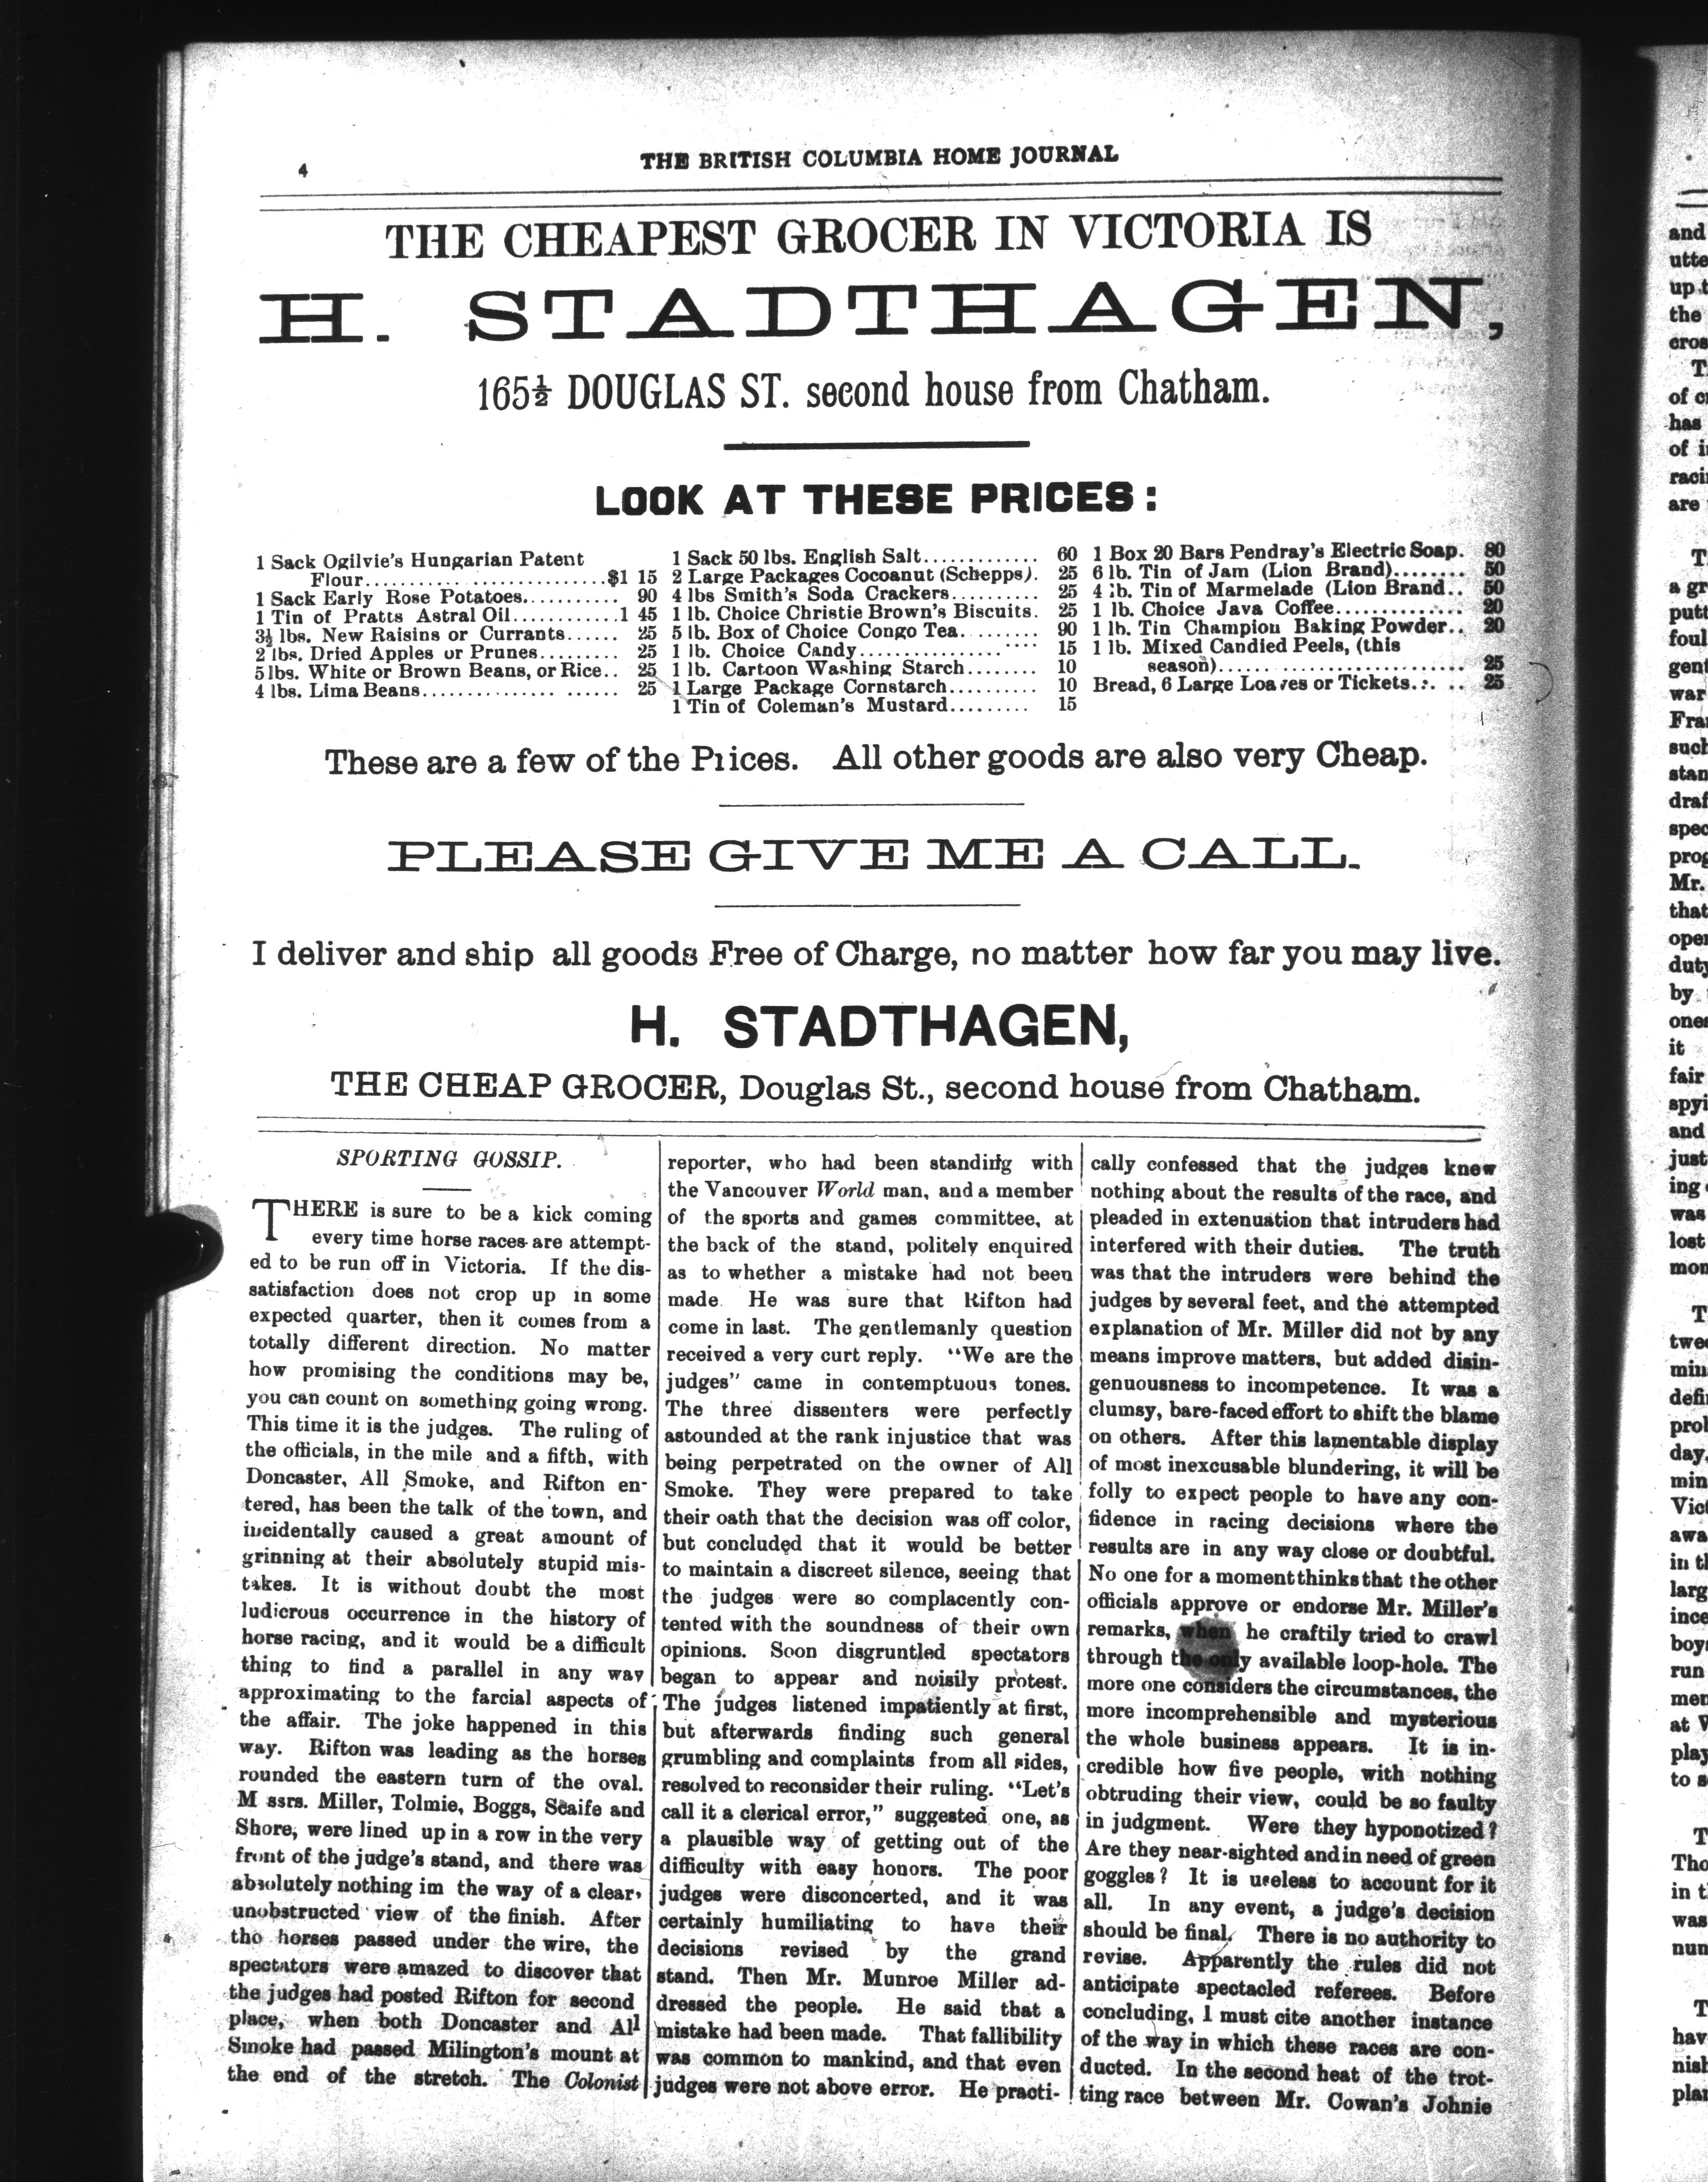 4
THE BRITISH COLUMBIA HOME JOURNAL
THE CHEAPEST GROCER IN VICTORIA IS
H. STADTHAGEN,
165½ DOUGLAS ST. second house from Chatham.
LOOK AT THESE PRICES:
1 Sack Ogilvie's Hungarian Patent
Flour..........................$1 15
1 Sack Early Rose Potatoes.......... 90
1 Tin of Pratts Astral Oil............1 45
3½ lbs. New Raisins or Currants...... 25
2 lbs. Dried Apples or Prunes......... 25
5 lbs. White or Brown Beans, or Rice.. 25
4 lbs. Lima Beans.................... 25
1 Sack 50 lbs. English Salt............. 60
2 Large Packages Cocoanut (Schepps). 25
4 lbs Smith's Soda Crackers.......... 25
1 lb. Choice Christie Brown's Biscuits. 25
5 lb. Box of Choice Congo Tea......... 90
1 lb. Choice Candy.................... 15
1 lb. Cartoon Washing Starch......... 10
1 Large Package Cornstarch.......... 10
1 Tin of Coleman's Mustard......... 15
1 Box 20 Bars Pendray's Electric Soap. 80
6 lb. Tin of Jam (Lion Brand)........ 50
4 lb. Tin of Marmelade (Lion Brand.. 50
1 lb. Choice Java Coffee.............. 20
1 lb. Tin Champion Baking Powder.. 20
1 lb. Mixed Candied Peels, (this
season)............................. 25
Bread, 6 Large Loaves or Tickets..:. .. 25
These are a few of the Prices. All other goods are also very Cheap.
PLEASE GIVE ME A CALL.
I deliver and ship all goods Free of Charge, no matter how far you may live.
H. STADTHAGEN,
THE CHEAP GROCER, Douglas St., second house from Chatham.
SPORTING GOSSIP.
THERE is sure to be a kick coming
every time horse races are attempt-
ed to be run off in Victoria. If the dis-
satisfaction does not crop up in some
expected quarter, then it comes from a
totally different direction. No matter
how promising the conditions may be,
you can count on something going wrong.
This time it is the judges. The ruling of
the officials, in the mile and a fifth, with
Doncaster, All Smoke, and Rifton en-
tered, has been the talk of the town, and
incidentally caused a great amount of
grinning at their absolutely stupid mis-
takes. It is without doubt the most
ludicrous occurrence in the history of
horse racing, and it would be a difficult
thing to find a parallel in any way
approximating to the farcial aspects of
the affair. The joke happened in this
way. Rifton was leading as the horses
rounded the eastern turn of the oval.
M ssrs. Miller, Tolmie, Boggs, Scaife and
Shore, were lined up in a row in the very
front of the judge's stand, and there was
absolutely nothing im the way of a clear,
unobstructed view of the finish. After
the horses passed under the wire, the
spectators were amazed to discover that
the judges had posted Rifton for second
place, when both Doncaster and All
Smoke had passed Milington's mount at
the end of the stretch. The Colonist
reporter, who had been standing with
the Vancouver World man, and a member
of the sports and games committee, at
the back of the stand, politely enquired
as to whether a mistake had not been
made He was sure that Rifton had
come in last. The gentlemanly question
received a very curt reply. "We are the
judges" came in contemptuous tones.
The three dissenters were perfectly
astounded at the rank injustice that was
being perpetrated on the owner of All
Smoke. They were prepared to take
their oath that the decision was off color,
but concluded that it would be better
to maintain a discreet silence, seeing that
the judges were so complacently con-
tented with the soundness of their own
opinions. Soon disgruntled spectators
began to appear and noisily protest.
The judges listened impatiently at first,
but afterwards finding such general
grumbling and complaints from all sides,
resolved to reconsider their ruling. "Let's
call it a clerical error," suggested one, as
a plausible way of getting out of the
difficulty with easy honors. The poor
judges were disconcerted, and it was
certainly humiliating to have their
decisions revised by the grand
stand. Then Mr. Munroe Miller ad-
dressed the people. He said that a
mistake had been made. That fallibility
was common to mankind, and that even
judges were not above error. He practi-
cally confessed that the judges knew
nothing about the results of the race, and
pleaded in extenuation that intruders had
interfered with their duties. The truth
was that the intruders were behind the
judges by several feet, and the attempted
explanation of Mr. Miller did not by any
means improve matters, but added disin-
genuousness to incompetence. It was a
clumsy, bare-faced effort to shift the blame
on others. After this lamentable display
of most inexcusable blundering, it will be
folly to expect people to have any con-
fidence in racing decisions where the
results are in any way close or doubtful.
No one for a moment thinks that the other
officials approve or endorse Mr. Miller's
remarks, when he craftily tried to crawl
through the only available loop-hole. The
more one considers the circumstances, the
more incomprehensible and mysterious
the whole business appears. It is in-
credible how five people, with nothing
obtruding their view, could be so faulty
in judgment. Were they hyponotized?
Are they near-sighted and in need of green
goggles? It is useless to account for it
all. In any event, a judge's decision
should be final. There is no authority to
revise. Apparently the rules did not
anticipate spectacled referees. Before
concluding, I must cite another instance
of the way in which these races are con-
ducted. In the second heat of the trot-
ting race between Mr. Cowan's Johnie